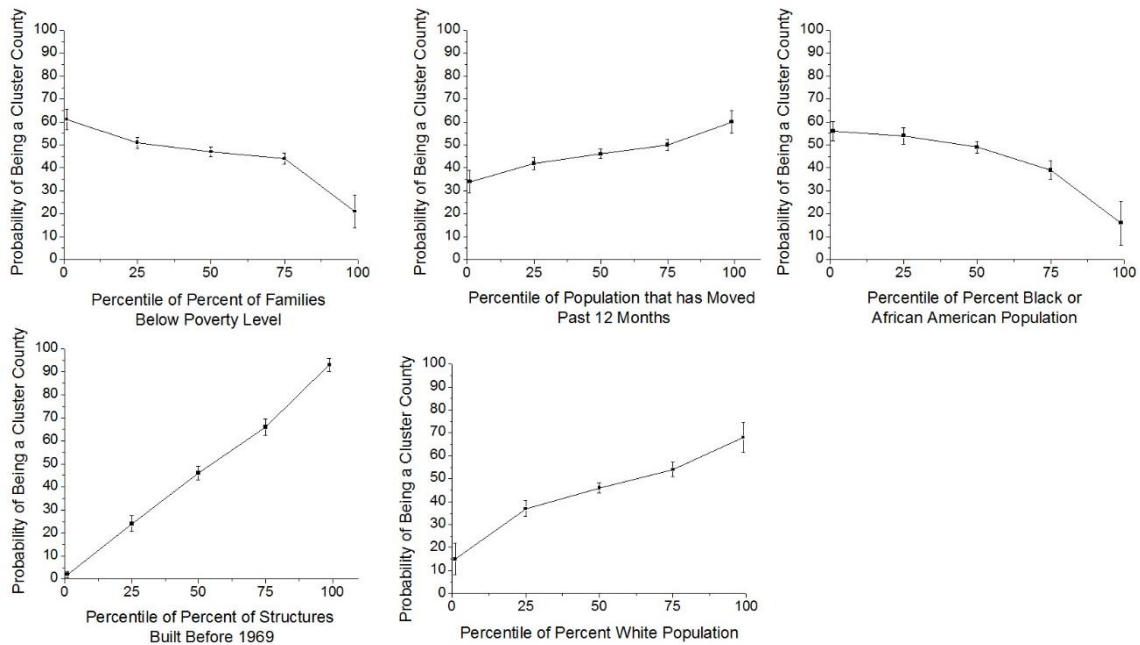 Probability of Being a Cluster County
100
90
80
70
60
50
40
30
20
10
0
0 25 50 75 100
Percentile of Percent of Families
Below Poverty Level
Probability of Being a Cluster County
100
90
80
70
60
50
40
30
20
10
0
0 25 50 75 100
Percentile of Population that has Moved
Past 12 Months
Probability of Being a Cluster County
100
90
80
70
60
50
40
30
20
10
0
0 25 50 75 100
Percentile of Percent Black or
African American Population
Probability of Being a Cluster County
100
90
80
70
60
50
40
30
20
10
0
0 25 50 75 100
Percentile of Percent of Structures
Built Before 1969
Probability of Being a Cluster County
100
90
80
70
60
50
40
30
20
10
0
0 25 50 75 100
Percentile of Percent White Population